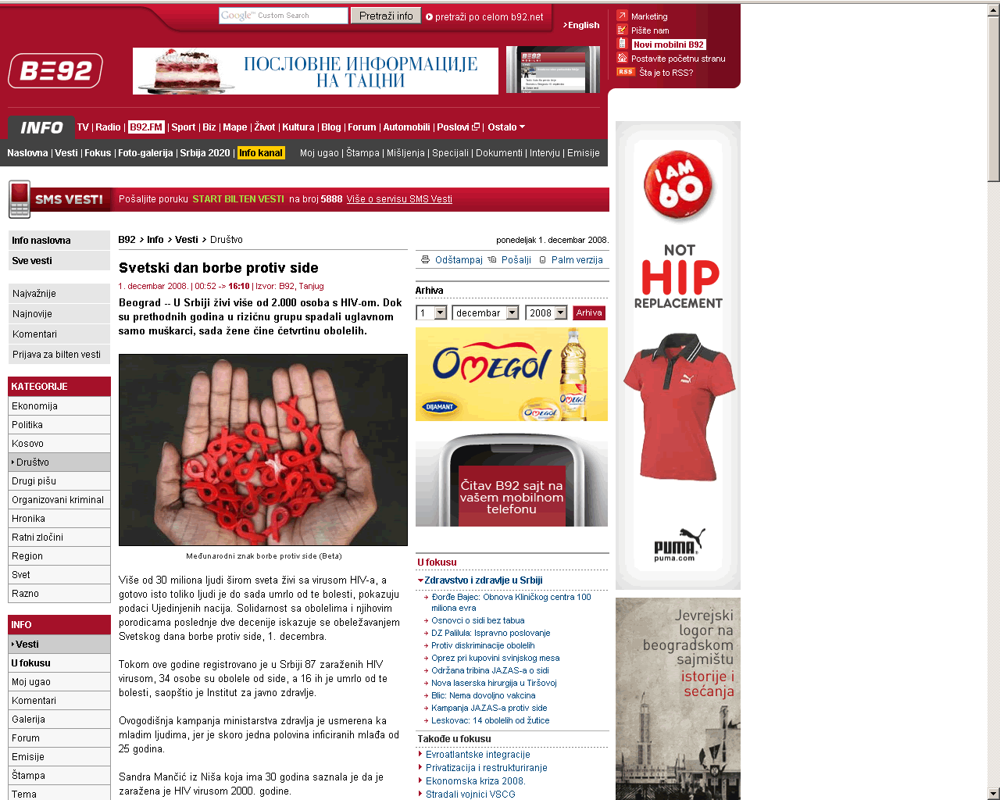 Google™ Custom Search
Pretraži info
pretraži po celom b92.net
English
Marketing
Pišite nam
Novi mobilni B92
Postavite početnu stranu
RSS Šta je to RSS?
B92
ПОСЛОВНЕ ИНФОРМАЦИЈЕ
НА ТАЦНИ
INFO
TV | Radio | B92.FM | Sport | Biz | Mape | Život | Kultura | Blog | Forum | Automobili | Poslovi | Ostalo
Naslovna | Vesti | Fokus | Foto-galerija | Srbija 2020 | Info kanal
Moj ugao | Štampa | Mišljenja | Specijali | Dokumenti | Intervju | Emisije
SMS VESTI
Pošaljite poruku START BILTEN VESTI na broj 5888 Više o servisu SMS Vesti
Info naslovna
Sve vesti
Najvažnije
Najnovije
Komentari
Prijava za bilten vesti
KATEGORIJE
Ekonomija
Politika
Kosovo
Društvo
Drugi pišu
Organizovani kriminal
Hronika
Ratni zločini
Region
Svet
Razno
INFO
Vesti
U fokusu
Moj ugao
Komentari
Galerija
Forum
Emisije
Štampa
Tema
B92 > Info > Vesti > Društvo
Svetski dan borbe protiv side
1. decembar 2008. | 00:52 -> 16:10 | Izvor: B92, Tanjug
Beograd -- U Srbiji živi više od 2.000 osoba s HIV-om. Dok
su prethodnih godina u rizičnu grupu spadali uglavnom
samo muškarci, sada žene čine četvrtinu obolelih.
Međunarodni znak borbe protiv side (Beta)
Više od 30 miliona ljudi širom sveta živi sa virusom HIV-a, a
gotovo isto toliko ljudi je do sada umrlo od te bolesti, pokazuju
podaci Ujedinjenih nacija. Solidarnost sa obolelima i njihovim
porodicama poslednje dve decenije iskazuje se obeležavanjem
Svetskog dana borbe protiv side, 1. decembra.
Tokom ove godine registrovano je u Srbiji 87 zaraženih HIV
virusom, 34 osobe su obolele od side, a 16 ih je umrlo od te
bolesti, saopštio je Institut za javno zdravlje.
Ovogodišnja kampanja ministarstva zdravlja je usmerena ka
mladim ljudima, jer je skoro jedna polovina inficiranih mlađa od
25 godina.
Sandra Mančić iz Niša koja ima 30 godina saznala je da je
zaražena je HIV virusom 2000. godine.
ponedeljak 1. decembar 2008.
Odštampaj Pošalji Palm verzija
Arhiva
1 decembar 2008 Arhiva
OMEGOL
DIJAMANT
Omegol
Omegol
Čitav B92 sajt na
vašem mobilnom
telefonu
U fokusu
Zdravstvo i zdravlje u Srbiji
Đorđe Bajec: Obnova Kliničkog centra 100
miliona evra
Osnovci o sidi bez tabua
DZ Palilula: Ispravno poslovanje
Protiv diskriminacije obolelih
Oprez pri kupovini svinjskog mesa
Održana tribina JAZAS-a o sidi
Nova laserska hirurgija u Tiršovoj
Blic: Nema dovoljno vakcina
Kampanja JAZAS-a protiv side
Leskovac: 14 obolelih od žutice
Takođe u fokusu
Evroatlantske integracije
Privatizacija i restrukturiranje
Ekonomska kriza 2008.
Stradali vojnici VSCG
I AM
60
NOT
HIP
REPLACEMENT
PUMA
puma.com
Jevrejski
logor na
beogradskom
sajmištu
istorije i
sećanja